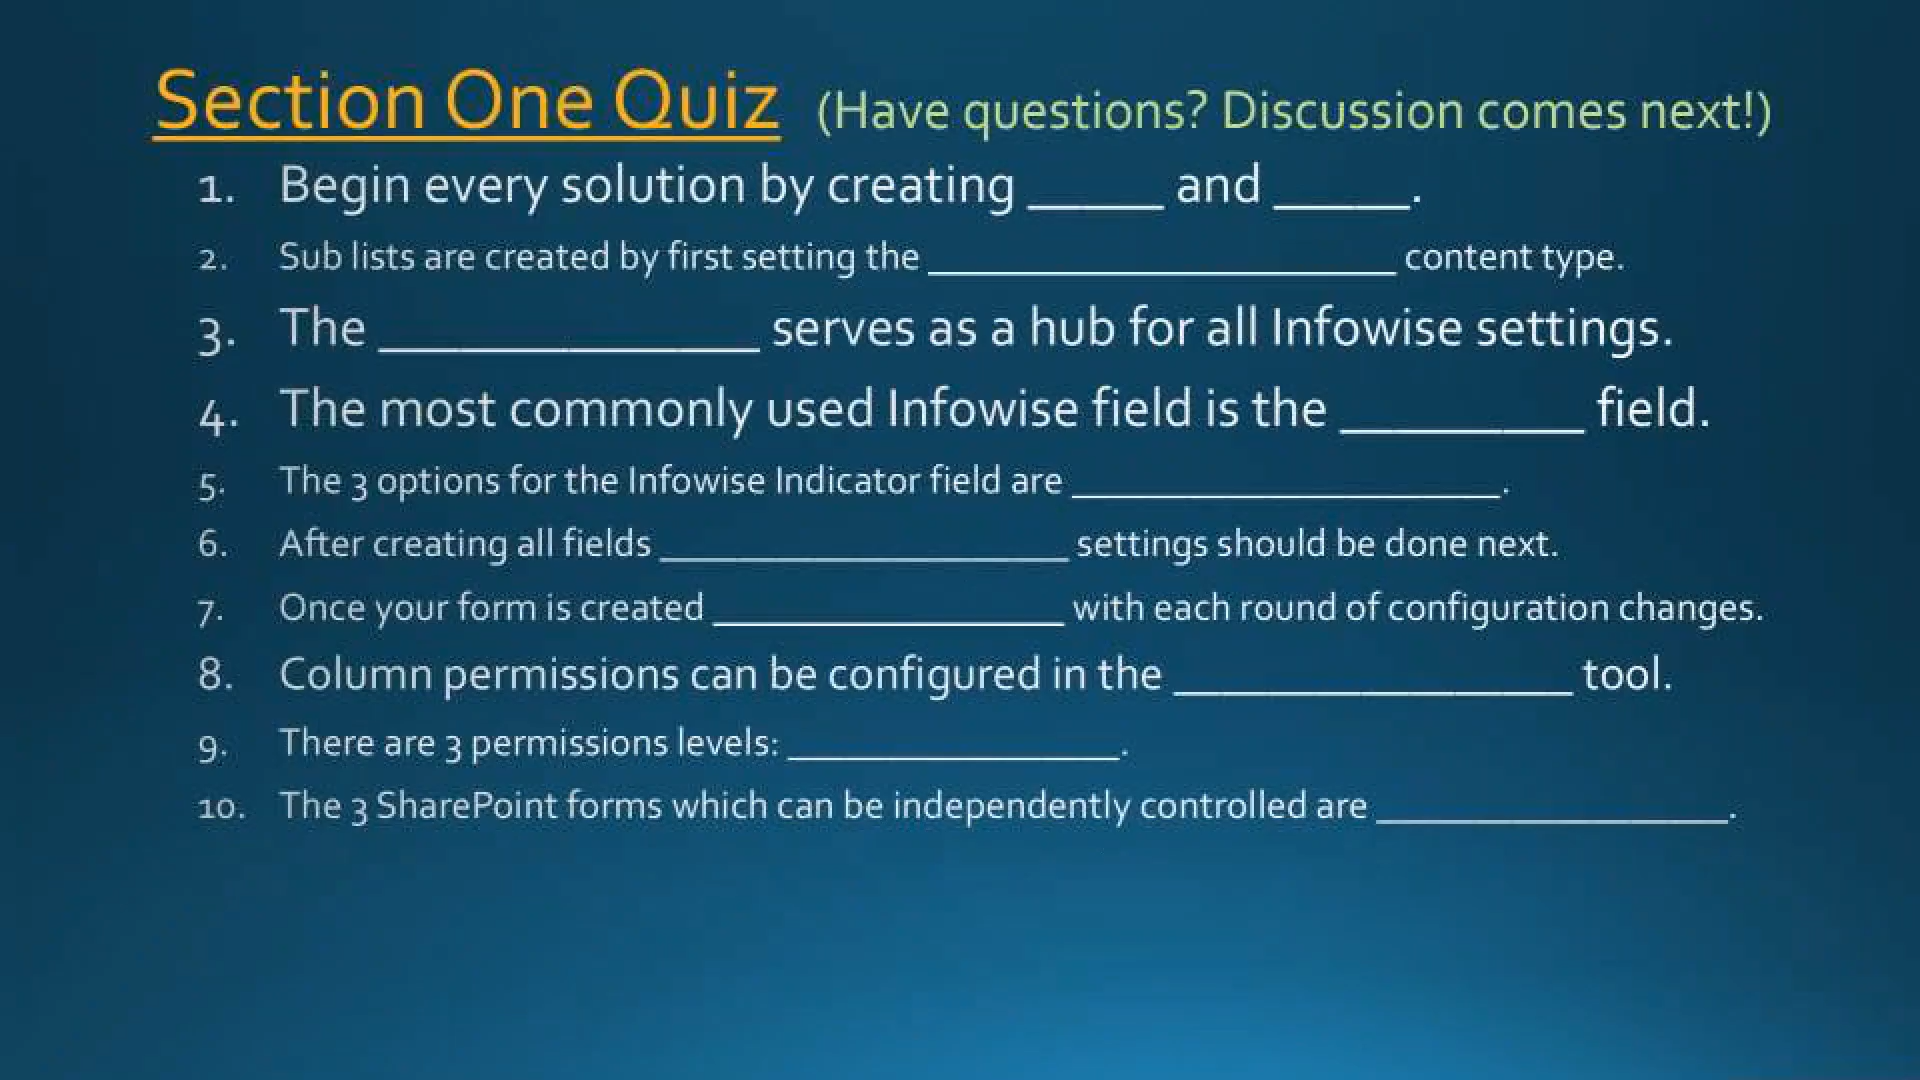 Section One Quiz (Have questions? Discussion comes next!)
1. Begin every solution by creating _____ and _____.
2. Sub lists are created by first setting the ______________________ content type.
3. The ______________ serves as a hub for all Infowise settings.
4. The most commonly used Infowise field is the _________ field.
5. The 3 options for the Infowise Indicator field are ____________________.
6. After creating all fields ___________________ settings should be done next.
7. Once your form is created ________________ with each round of configuration changes.
8. Column permissions can be configured in the ________________ tool.
9. There are 3 permissions levels: _______________.
10. The 3 SharePoint forms which can be independently controlled are ________________.